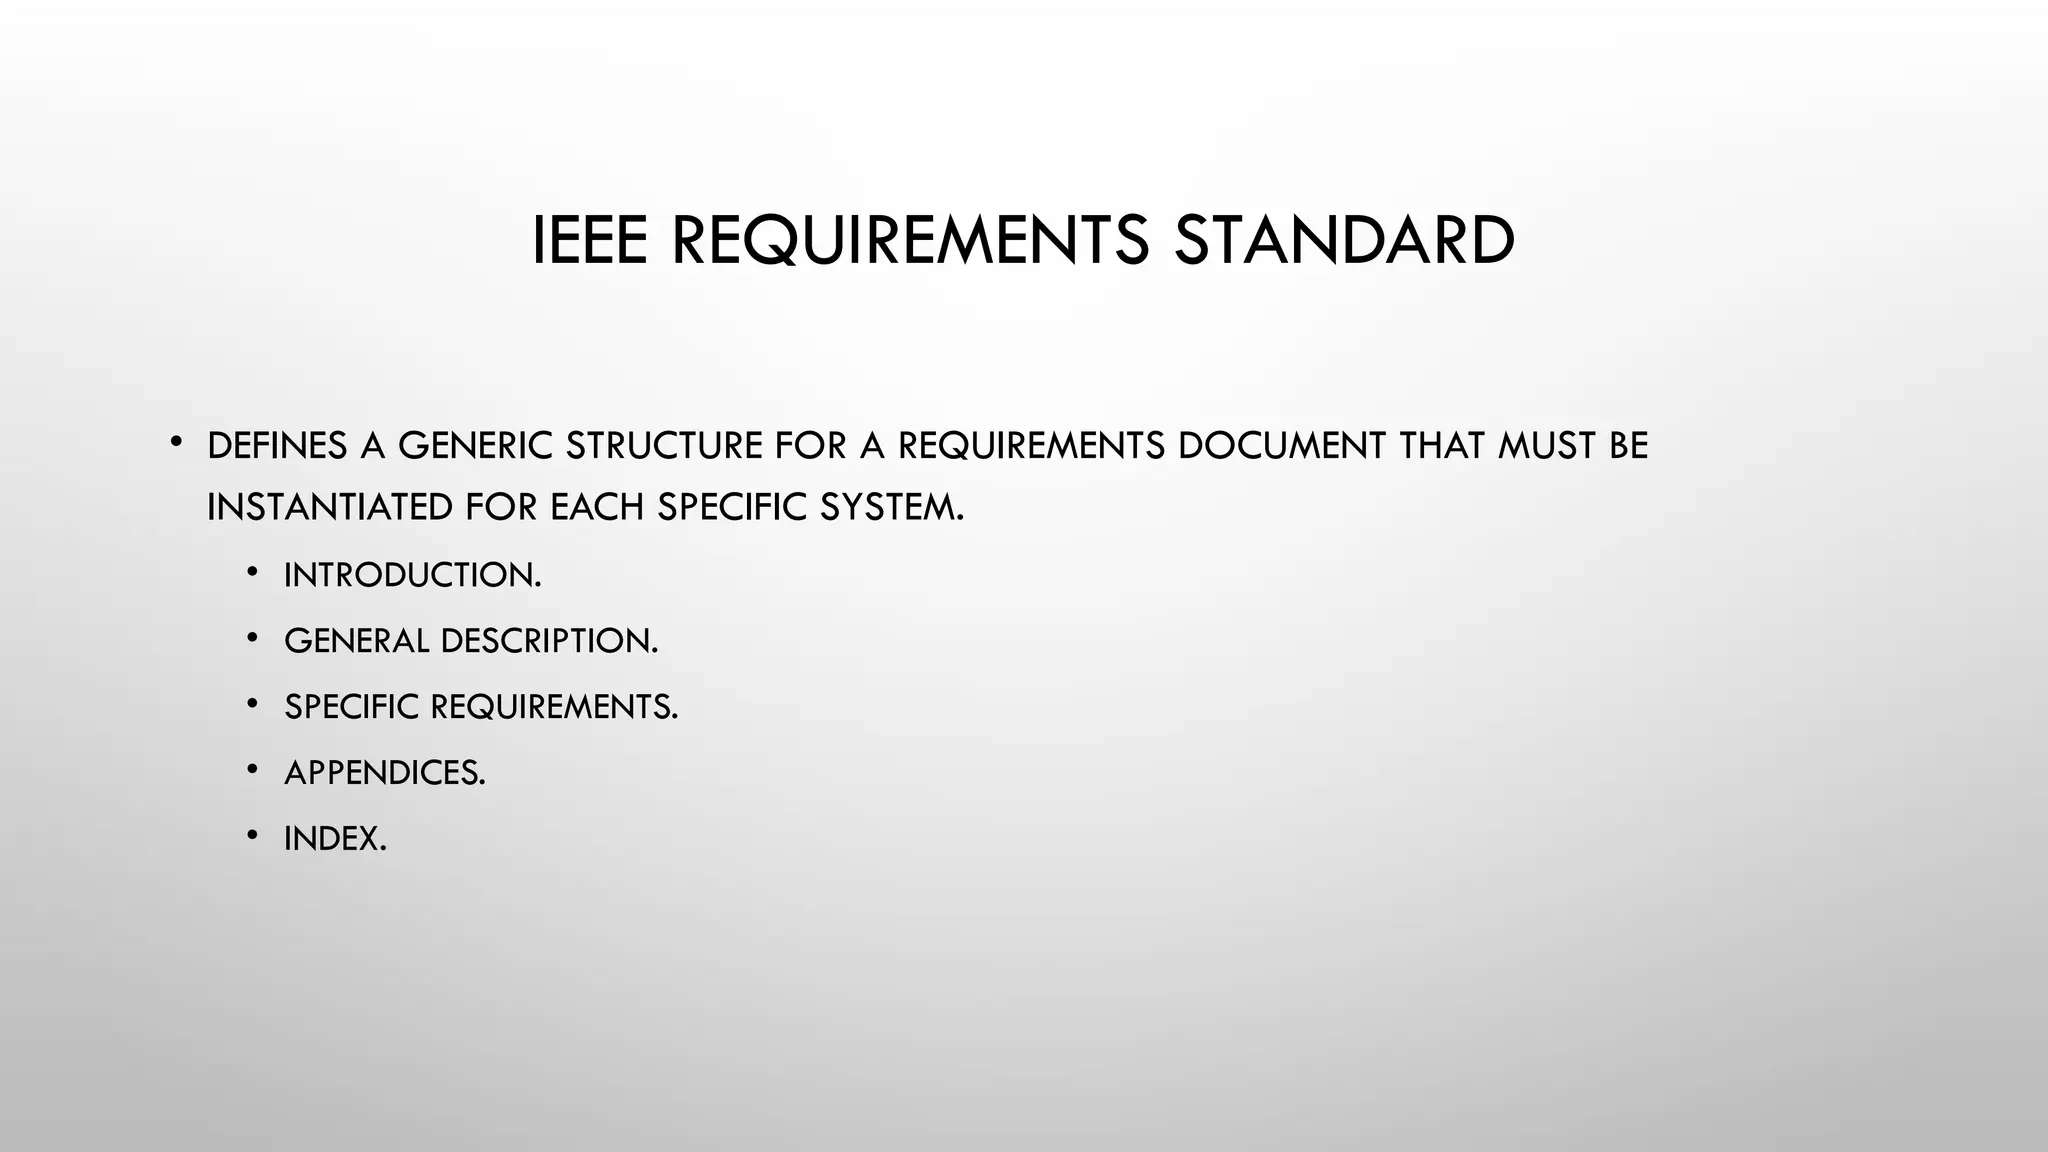 IEEE REQUIREMENTS STANDARD
• DEFINES A GENERIC STRUCTURE FOR A REQUIREMENTS DOCUMENT THAT MUST BE
INSTANTIATED FOR EACH SPECIFIC SYSTEM.
• INTRODUCTION.
• GENERAL DESCRIPTION.
• SPECIFIC REQUIREMENTS.
• APPENDICES.
• INDEX.